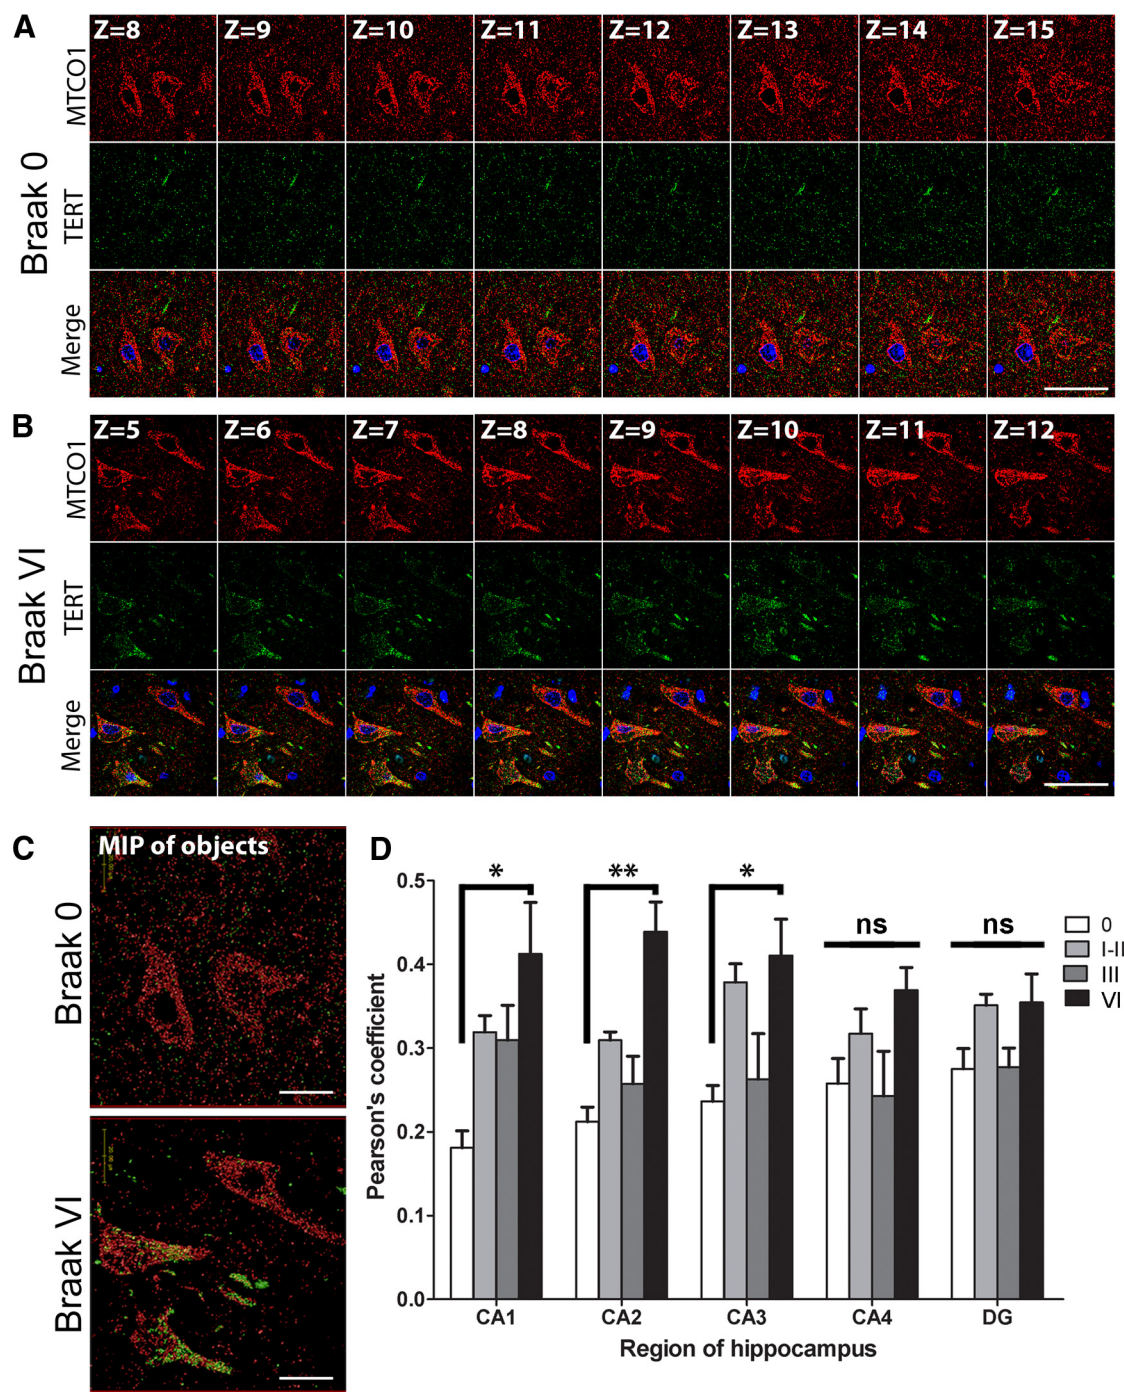 A
Braak 0
MTCO1
TERT
Merge
Z=8 Z=9 Z=10 Z=11 Z=12 Z=13 Z=14 Z=15
B
Braak VI
MTCO1
TERT
Merge
Z=5 Z=6 Z=7 Z=8 Z=9 Z=10 Z=11 Z=12
C
MIP of objects
Braak 0
Braak VI
D
Pearson's coefficient
0.5
0.4
0.3
0.2
0.1
0.0
* ** * ns ns
0
I-II
III
VI
CA1 CA2 CA3 CA4 DG
Region of hippocampus